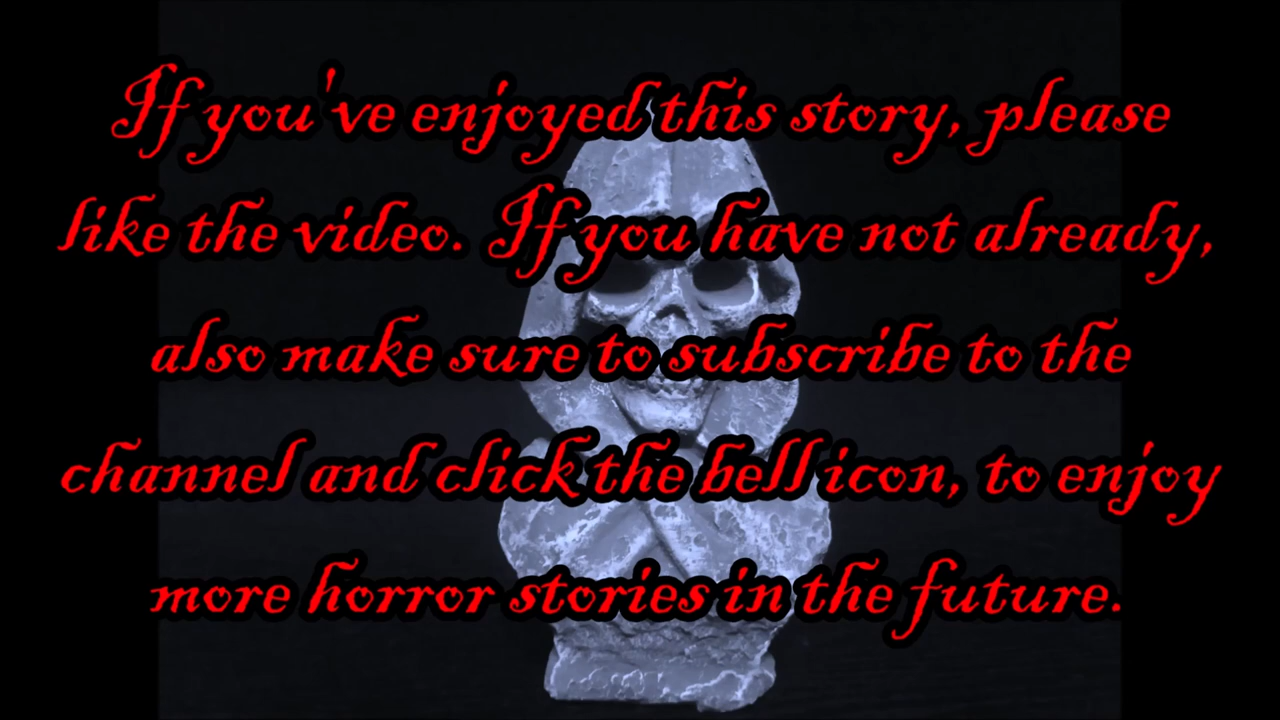 If you've enjoyed this story, please
like the video. If you have not already,
also make sure to subscribe to the
channel and click the bell icon, to enjoy
more horror stories in the future.